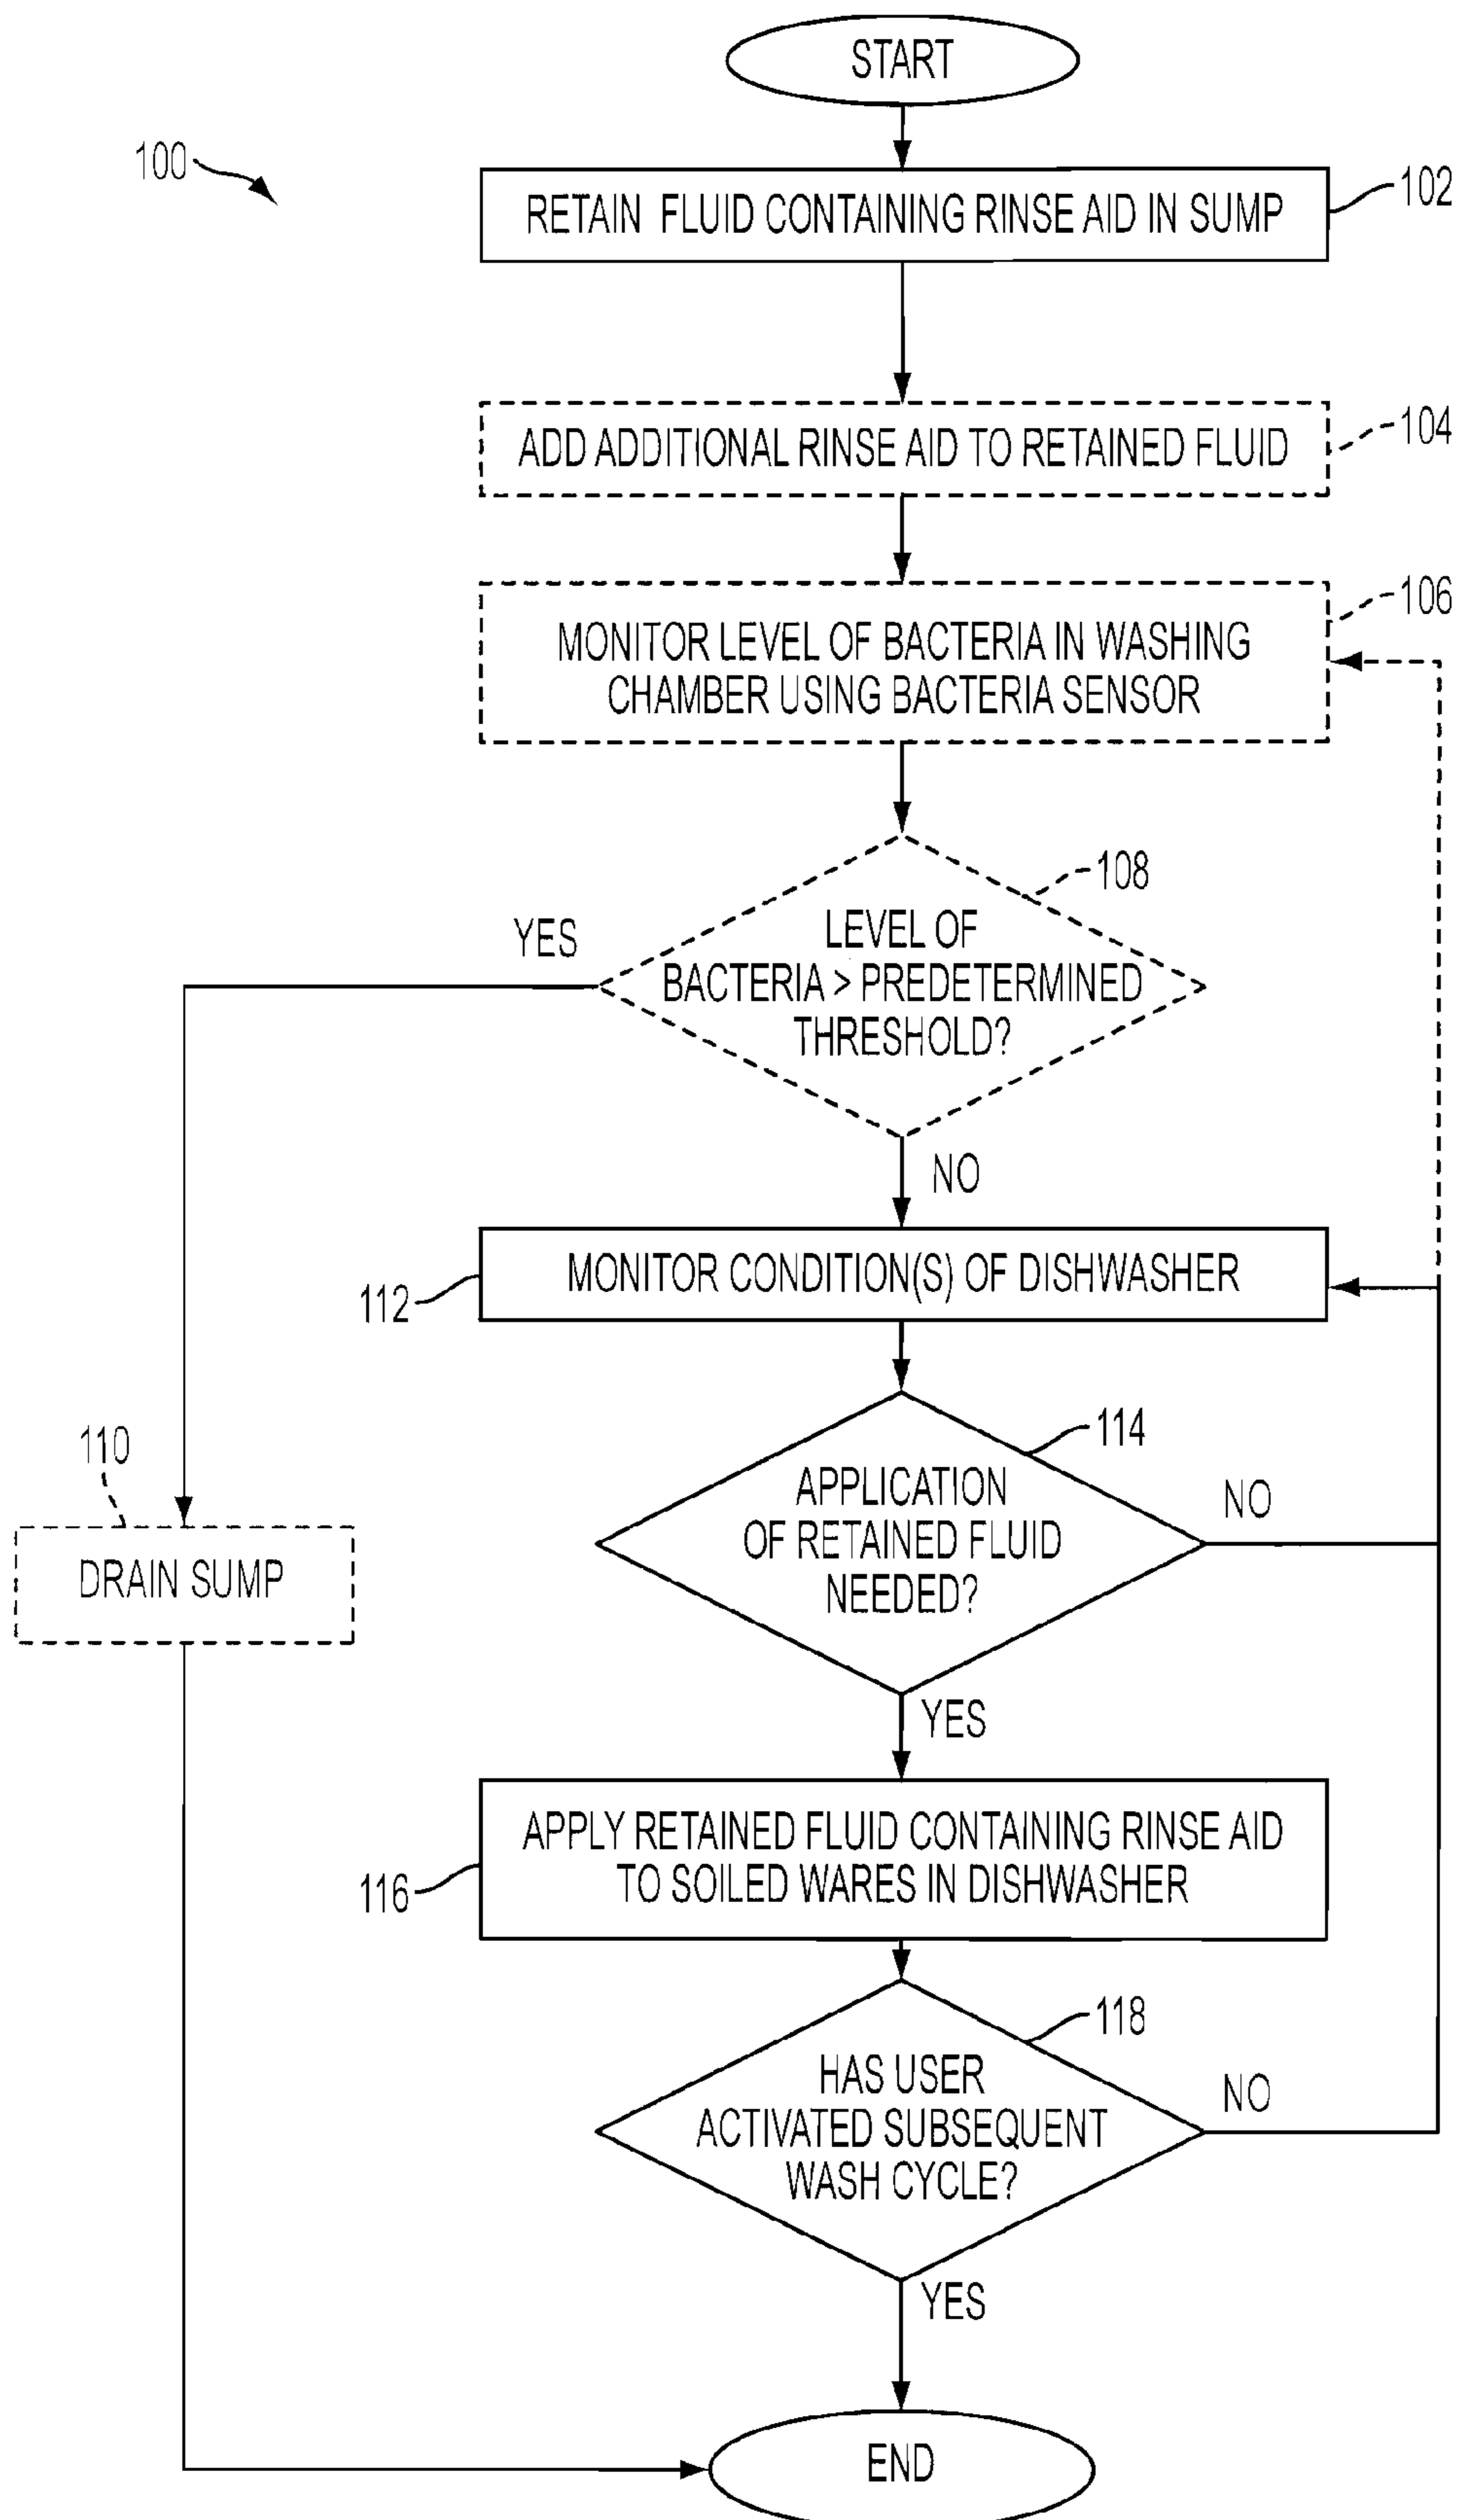 START
100
RETAIN FLUID CONTAINING RINSE AID IN SUMP
102
ADD ADDITIONAL RINSE AID TO RETAINED FLUID
104
106
MONITOR LEVEL OF BACTERIA IN WASHING
CHAMBER USING BACTERIA SENSOR
108
YES
LEVEL OF
BACTERIA > PREDETERMINED
THRESHOLD?
NO
MONITOR CONDITION(S) OF DISHWASHER
112
110
DRAIN SUMP
114
APPLICATION
OF RETAINED FLUID
NEEDED?
NO
YES
APPLY RETAINED FLUID CONTAINING RINSE AID
TO SOILED WARES IN DISHWASHER
116
118
HAS USER
ACTIVATED SUBSEQUENT
WASH CYCLE?
NO
YES
END